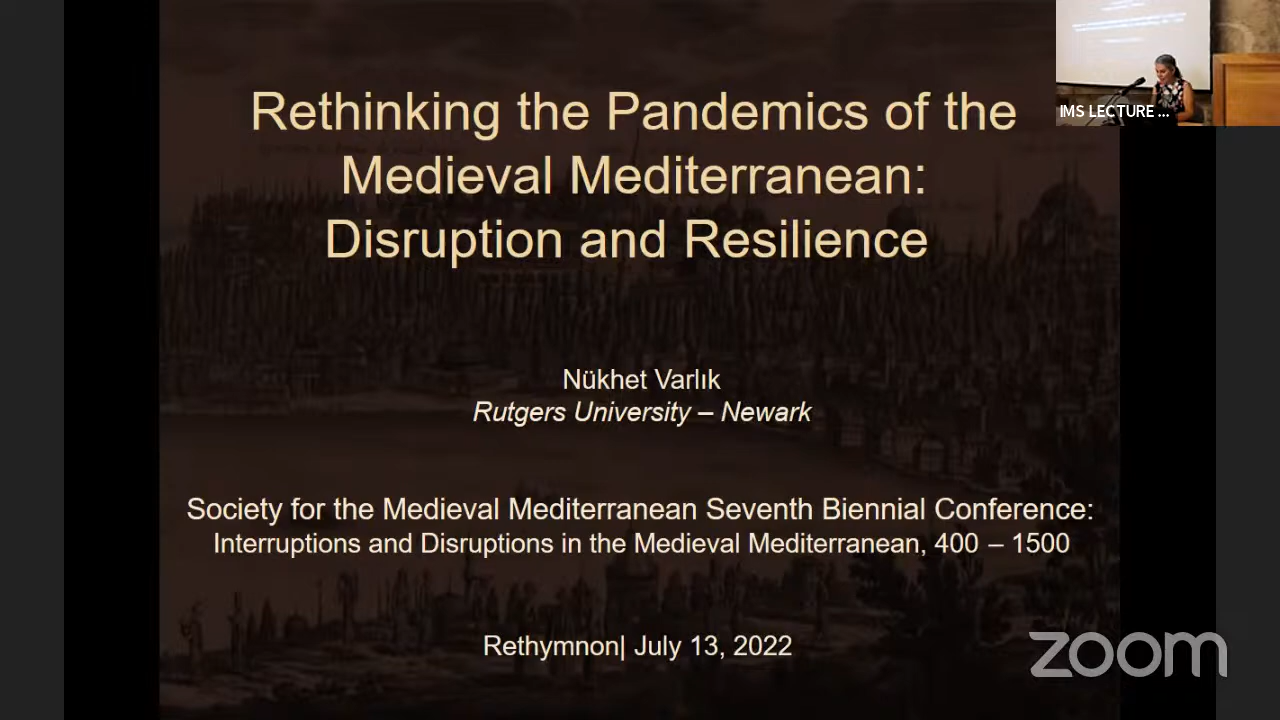 Rethinking the Pandemics of the
Medieval Mediterranean:
Disruption and Resilience
IMS LECTURE ...
Nükhet Varlık
Rutgers University – Newark
Society for the Medieval Mediterranean Seventh Biennial Conference:
Interruptions and Disruptions in the Medieval Mediterranean, 400 – 1500
Rethymnon| July 13, 2022
zoom